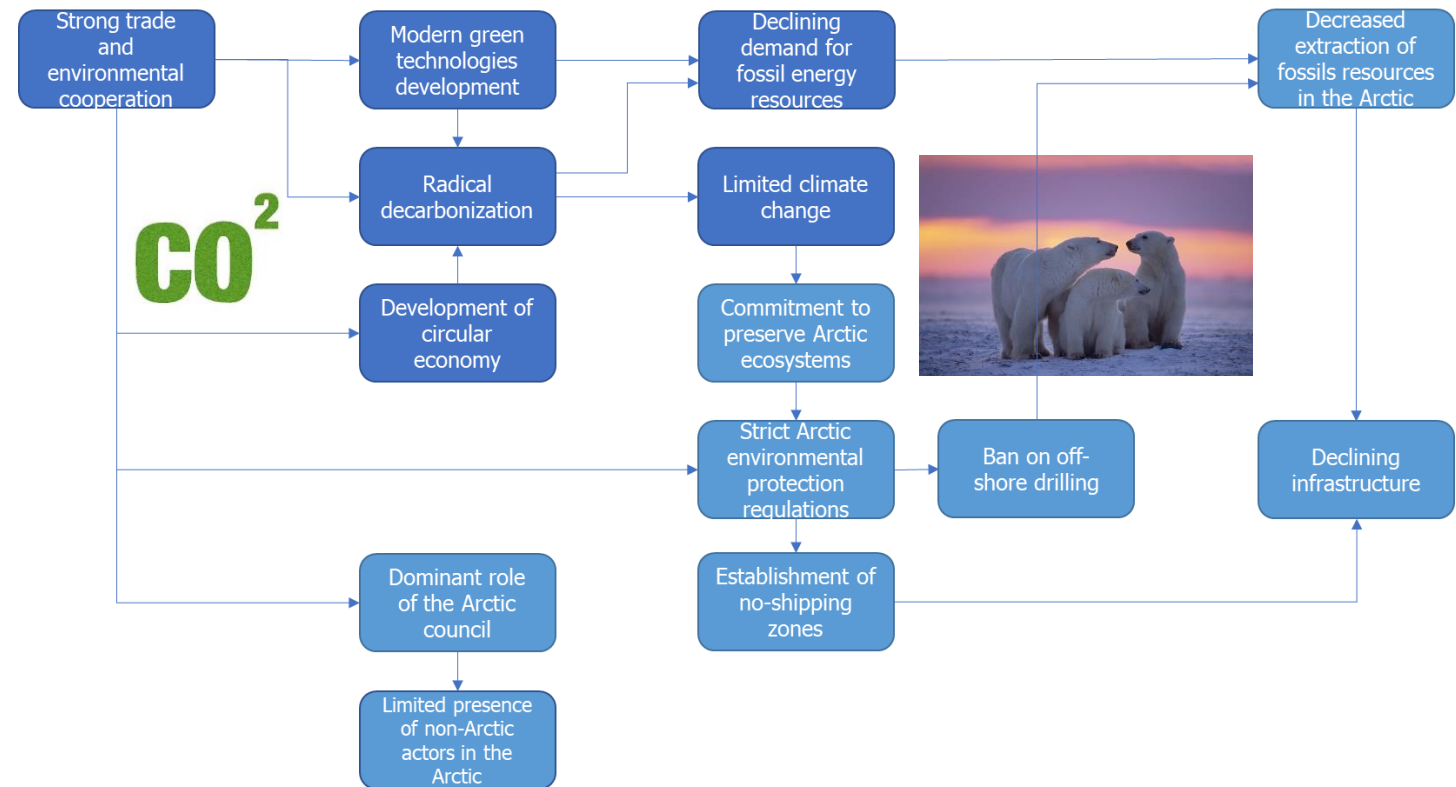 Strong trade
and
environmental
cooperation
Modern green
technologies
development
Declining
demand for
fossil energy
resources
Decreased
extraction of
fossils resources
in the Arctic
Radical
decarbonization
Limited climate
change
CO²
Development of
circular
economy
Commitment to
preserve Arctic
ecosystems
Strict Arctic
environmental
protection
regulations
Ban on off-
shore drilling
Declining
infrastructure
Dominant role
of the Arctic
council
Establishment of
no-shipping
zones
Limited presence
of non-Arctic
actors in the
Arctic